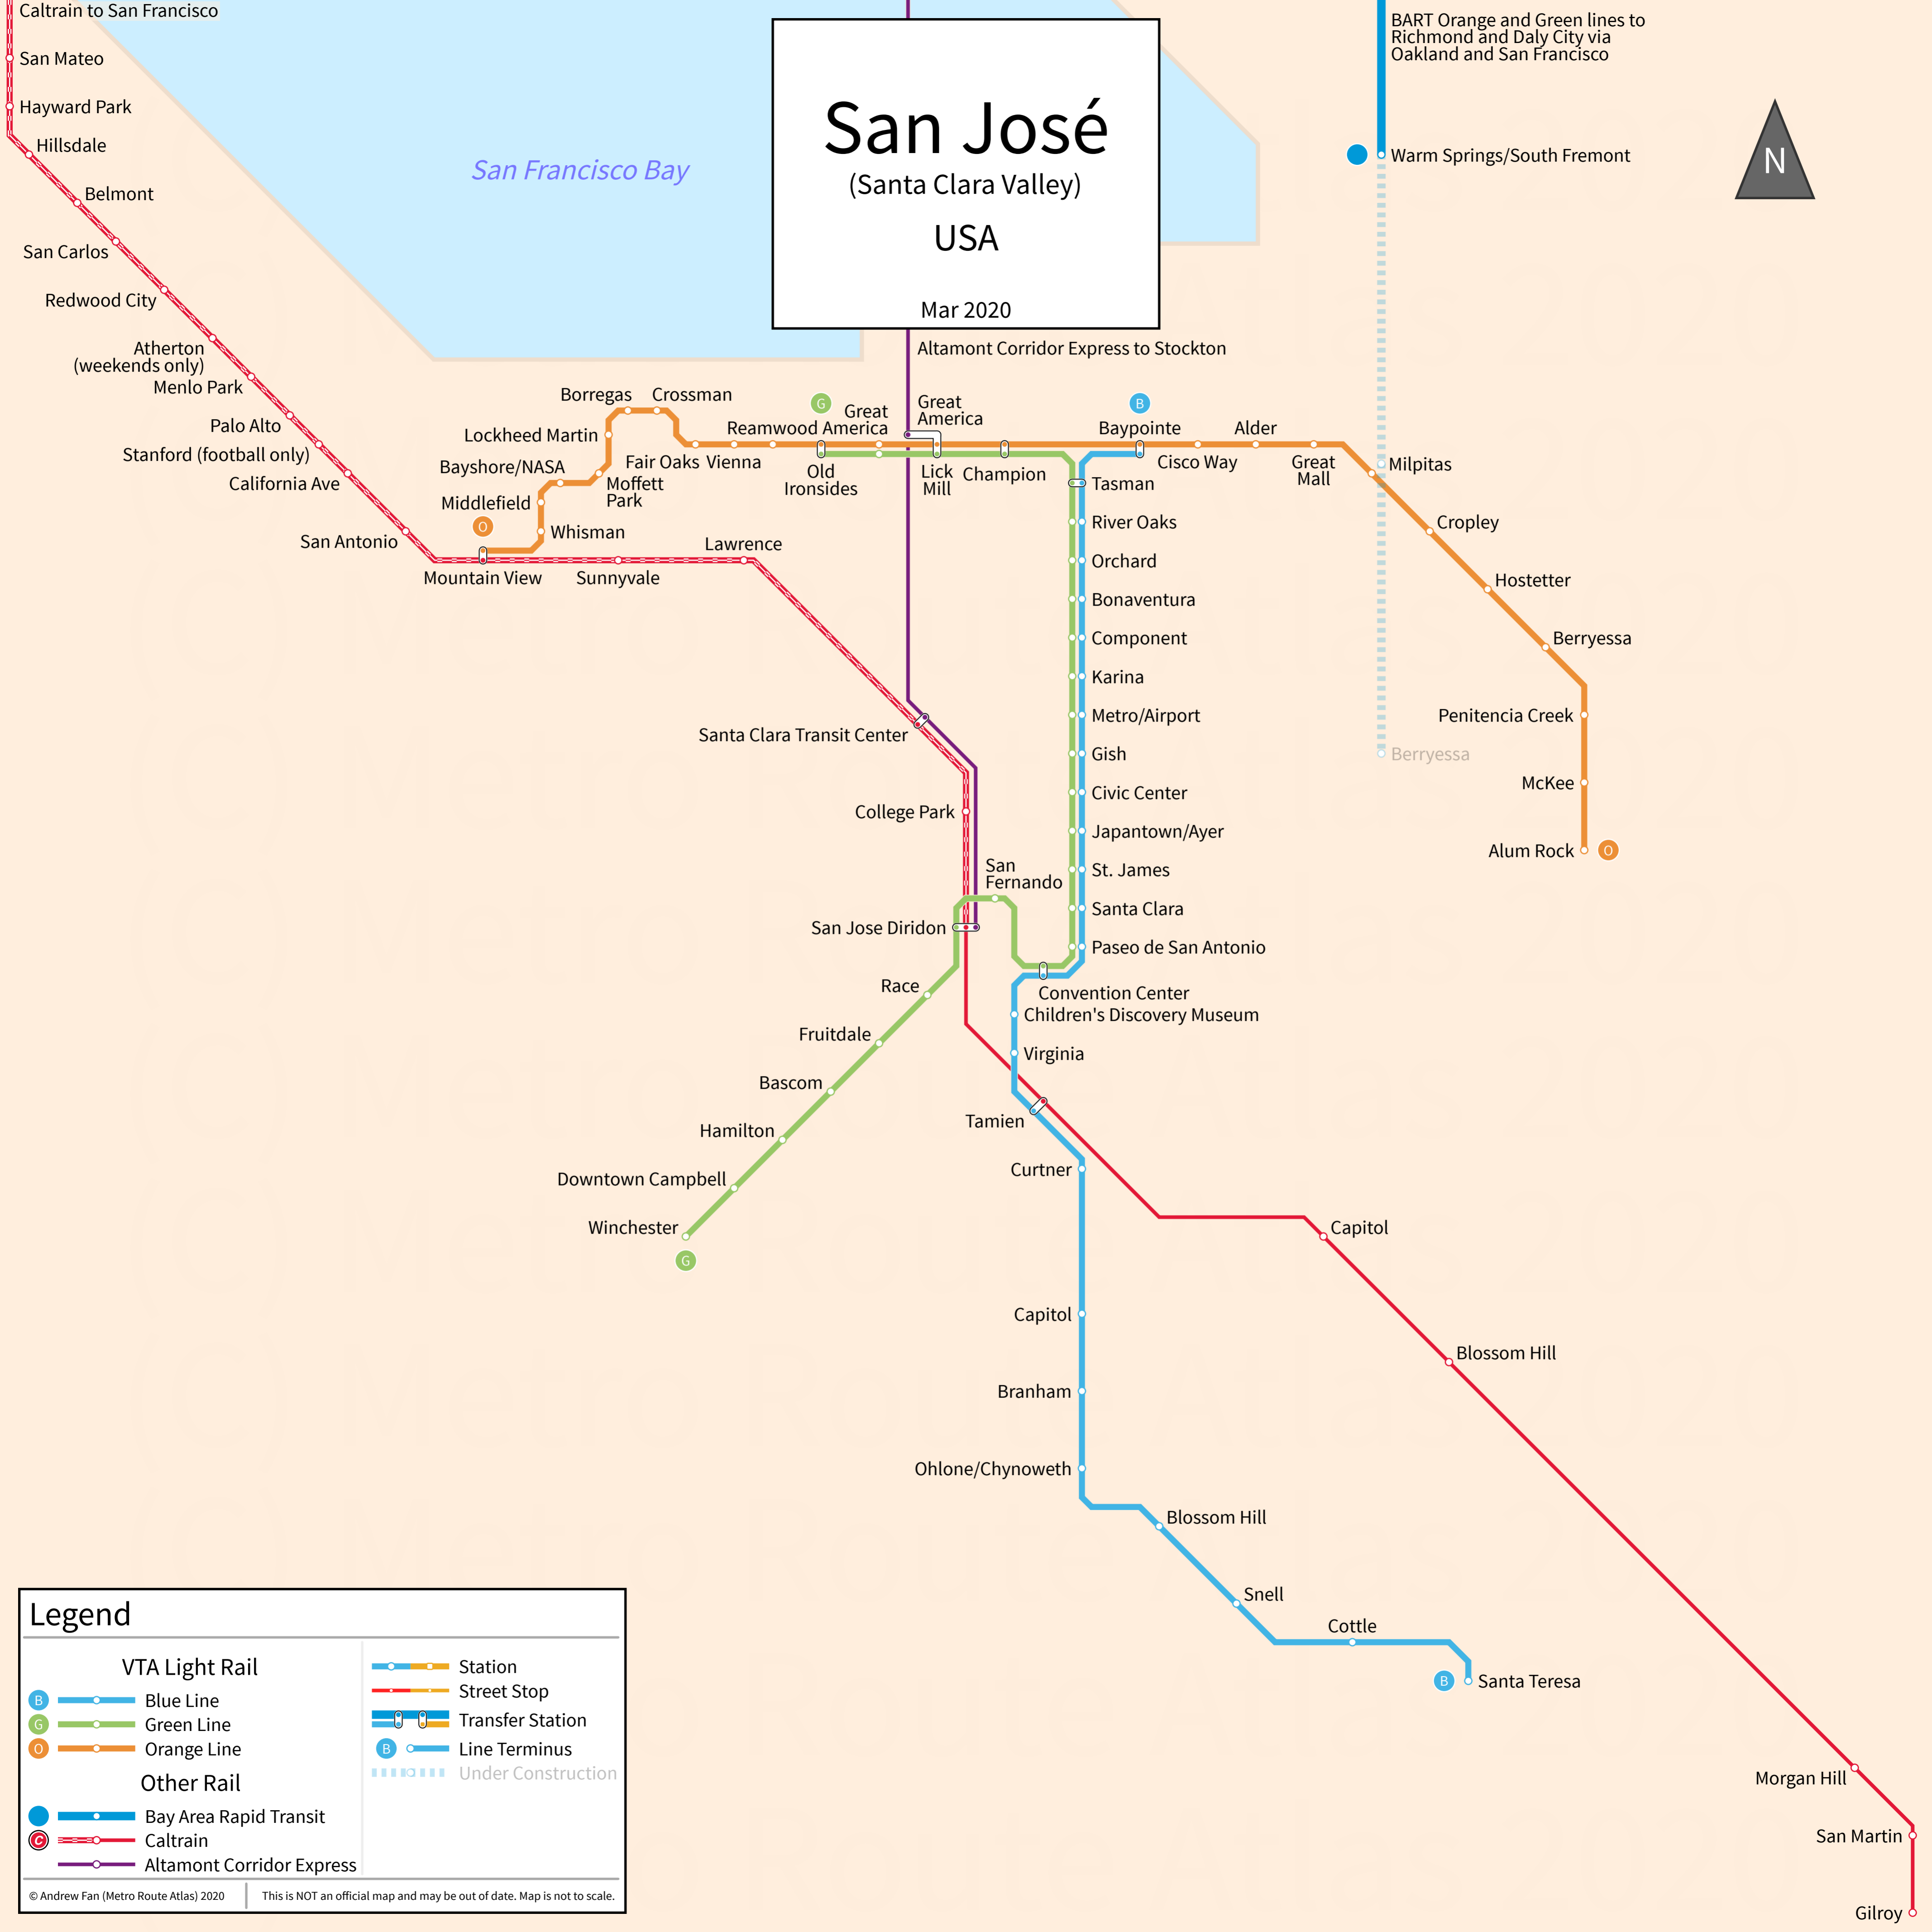 Caltrain to San Francisco
San Mateo
Hayward Park
Hillsdale
Belmont
San Carlos
Redwood City
Atherton
(weekends only)
Menlo Park
Palo Alto
Stanford (football only)
California Ave
San Antonio
San Francisco Bay
San José
(Santa Clara Valley)
USA
Mar 2020
BART Orange and Green lines to
Richmond and Daly City via
Oakland and San Francisco
Warm Springs/South Fremont
N
Altamont Corridor Express to Stockton
Borregas
Crossman
Lockheed Martin
Bayshore/NASA
Middlefield
O
Whisman
Moffett
Park
Fair Oaks
Vienna
Reamwood
G
Great
America
Great
America
Old
Ironsides
Lick
Mill
Champion
B
Baypointe
Cisco Way
Alder
Great
Mall
Milpitas
Cropley
Hostetter
Berryessa
Penitencia Creek
McKee
Alum Rock
O
Berryessa
Mountain View
Sunnyvale
Lawrence
Tasman
River Oaks
Orchard
Bonaventura
Component
Karina
Metro/Airport
Gish
Civic Center
Japantown/Ayer
St. James
Santa Clara
Paseo de San Antonio
Santa Clara Transit Center
College Park
San
Fernando
San Jose Diridon
Convention Center
Children's Discovery Museum
Virginia
Race
Fruitdale
Bascom
Hamilton
Downtown Campbell
Winchester
G
Tamien
Curtner
Capitol
Branham
Ohlone/Chynoweth
Blossom Hill
Snell
Cottle
B
Santa Teresa
Capitol
Blossom Hill
Morgan Hill
San Martin
Gilroy
Legend
VTA Light Rail
B Blue Line
G Green Line
O Orange Line
Other Rail
Bay Area Rapid Transit
C Caltrain
Altamont Corridor Express
Station
Street Stop
Transfer Station
B Line Terminus
Under Construction
© Andrew Fan (Metro Route Atlas) 2020
This is NOT an official map and may be out of date. Map is not to scale.